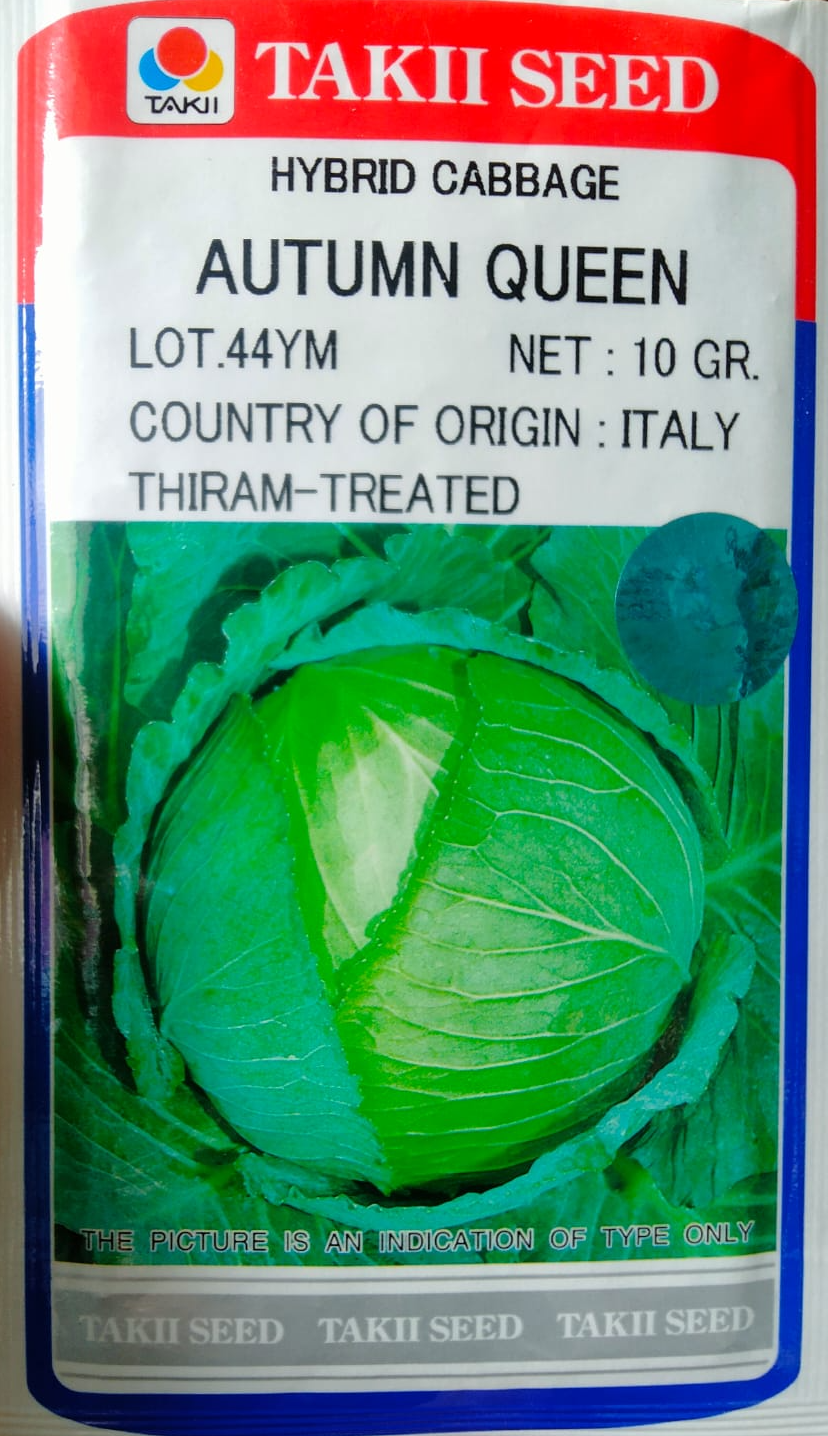 TAKII
TAKII SEED
HYBRID CABBAGE
AUTUMN QUEEN
LOT.44YM NET : 10 GR.
COUNTRY OF ORIGIN : ITALY
THIRAM-TREATED
THE PICTURE IS AN INDICATION OF TYPE ONLY
TAKII SEED TAKII SEED TAKII SEED